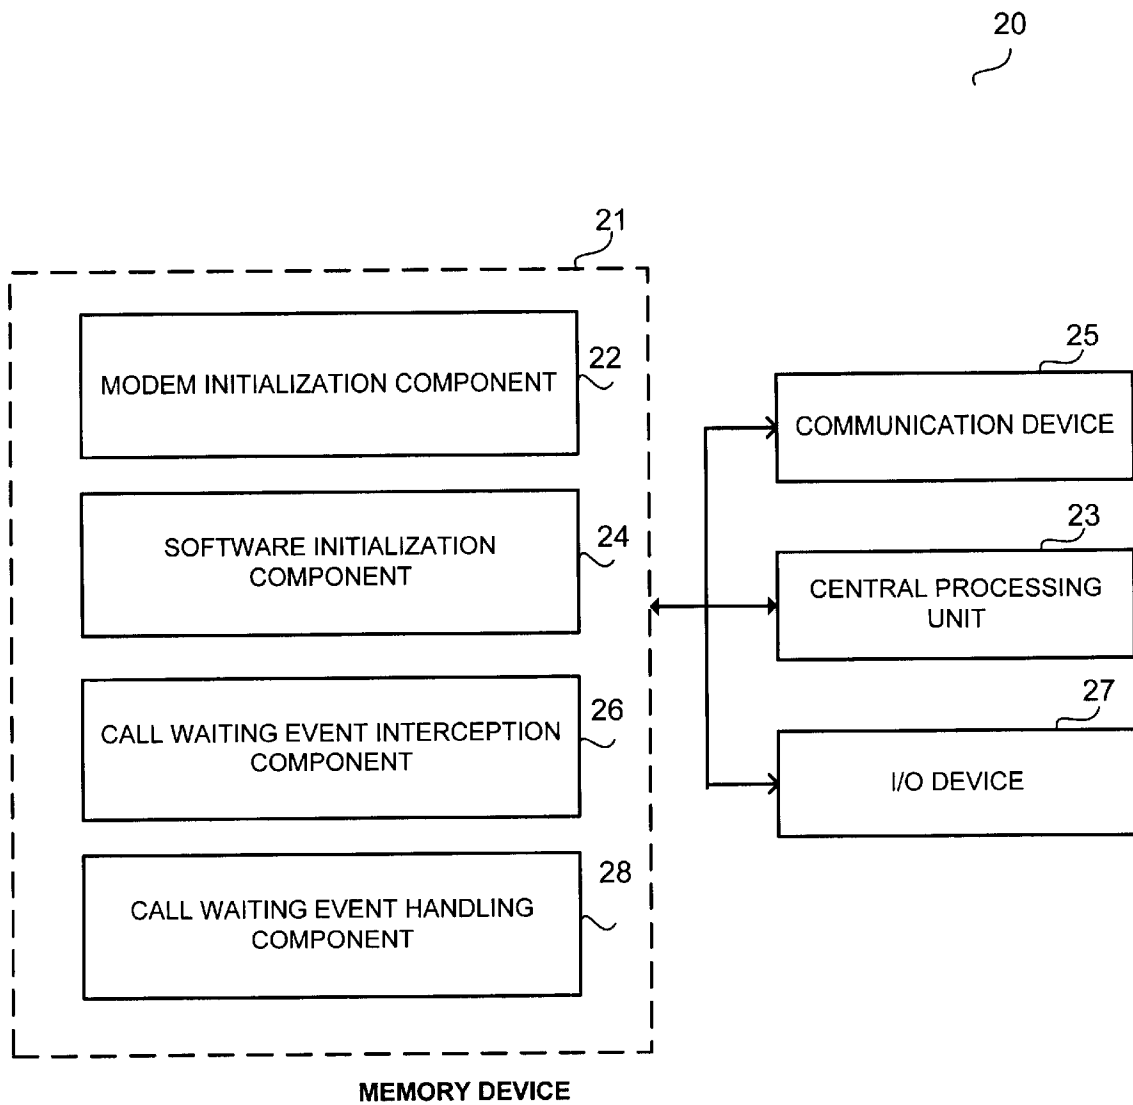 20
21
MODEM INITIALIZATION COMPONENT
22
SOFTWARE INITIALIZATION
COMPONENT
24
CALL WAITING EVENT INTERCEPTION
COMPONENT
26
CALL WAITING EVENT HANDLING
COMPONENT
28
25
COMMUNICATION DEVICE
23
CENTRAL PROCESSING
UNIT
27
I/O DEVICE
MEMORY DEVICE